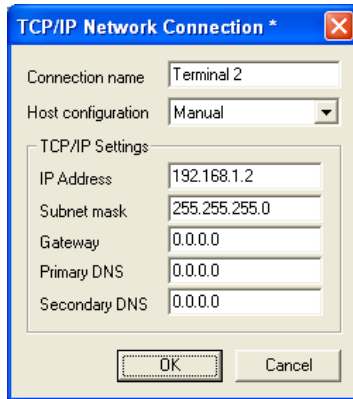 TCP/IP Network Connection *
Connection name Terminal 2
Host configuration Manual
TCP/IP Settings
IP Address 192.168.1.2
Subnet mask 255.255.255.0
Gateway 0.0.0.0
Primary DNS 0.0.0.0
Secondary DNS 0.0.0.0
OK Cancel